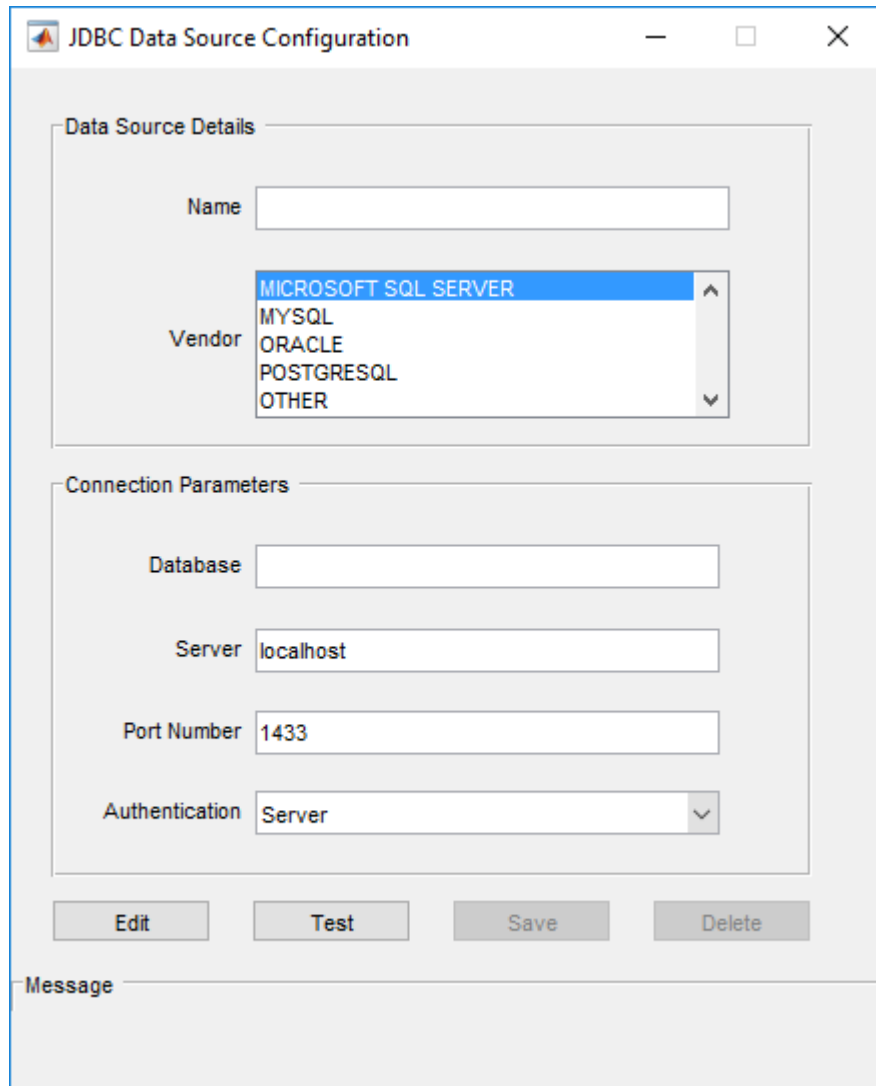 JDBC Data Source Configuration
Data Source Details
Name
Vendor
MICROSOFT SQL SERVER
MYSQL
ORACLE
POSTGRESQL
OTHER
Connection Parameters
Database
Server localhost
Port Number 1433
Authentication Server
Edit Test Save Delete
Message